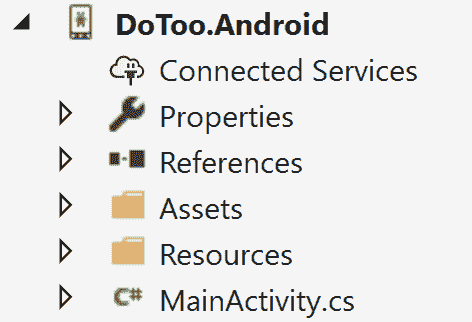 DoToo.Android
Connected Services
Properties
References
Assets
Resources
C# MainActivity.cs